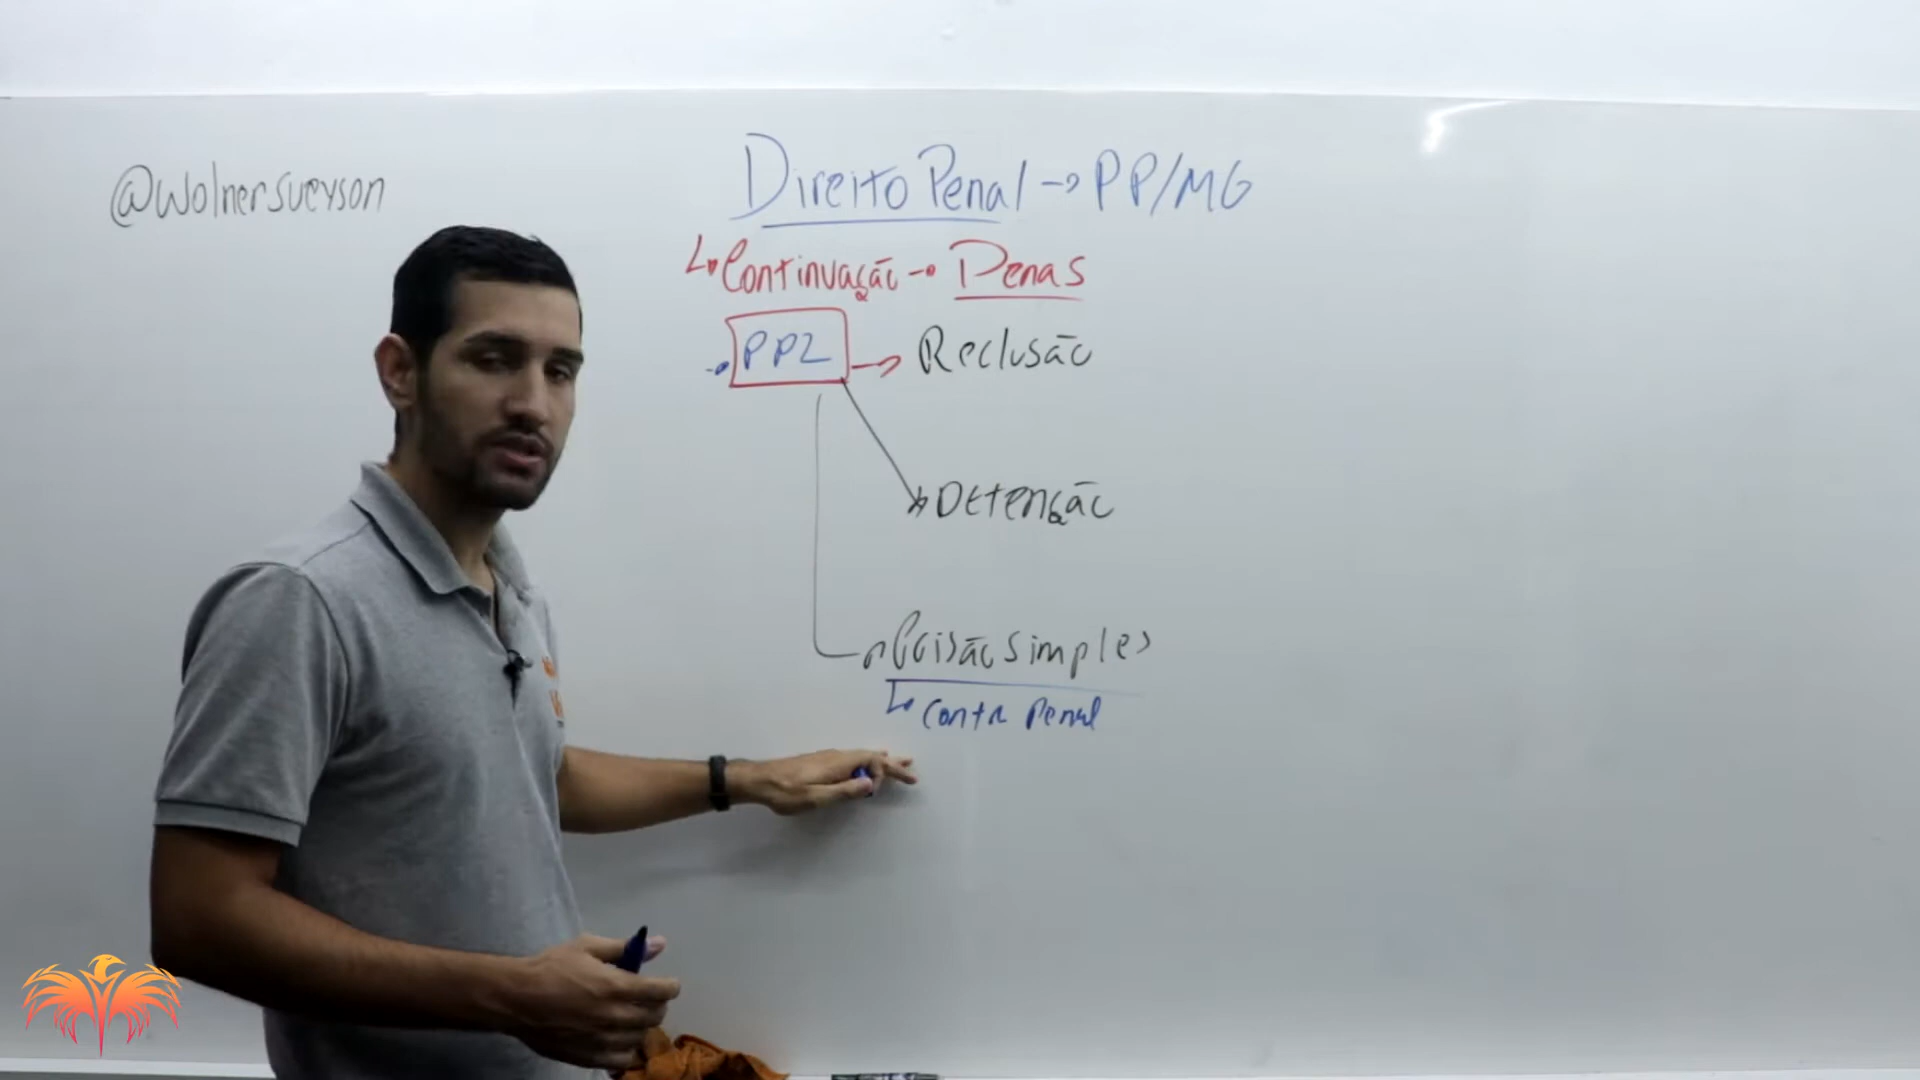 @wolnersueyson
Direito Penal → PP/MG
↳ Continuação → Penas
→ PPL → Reclusão
→ Detenção
→ Prisão simples
↳ Contr Penal